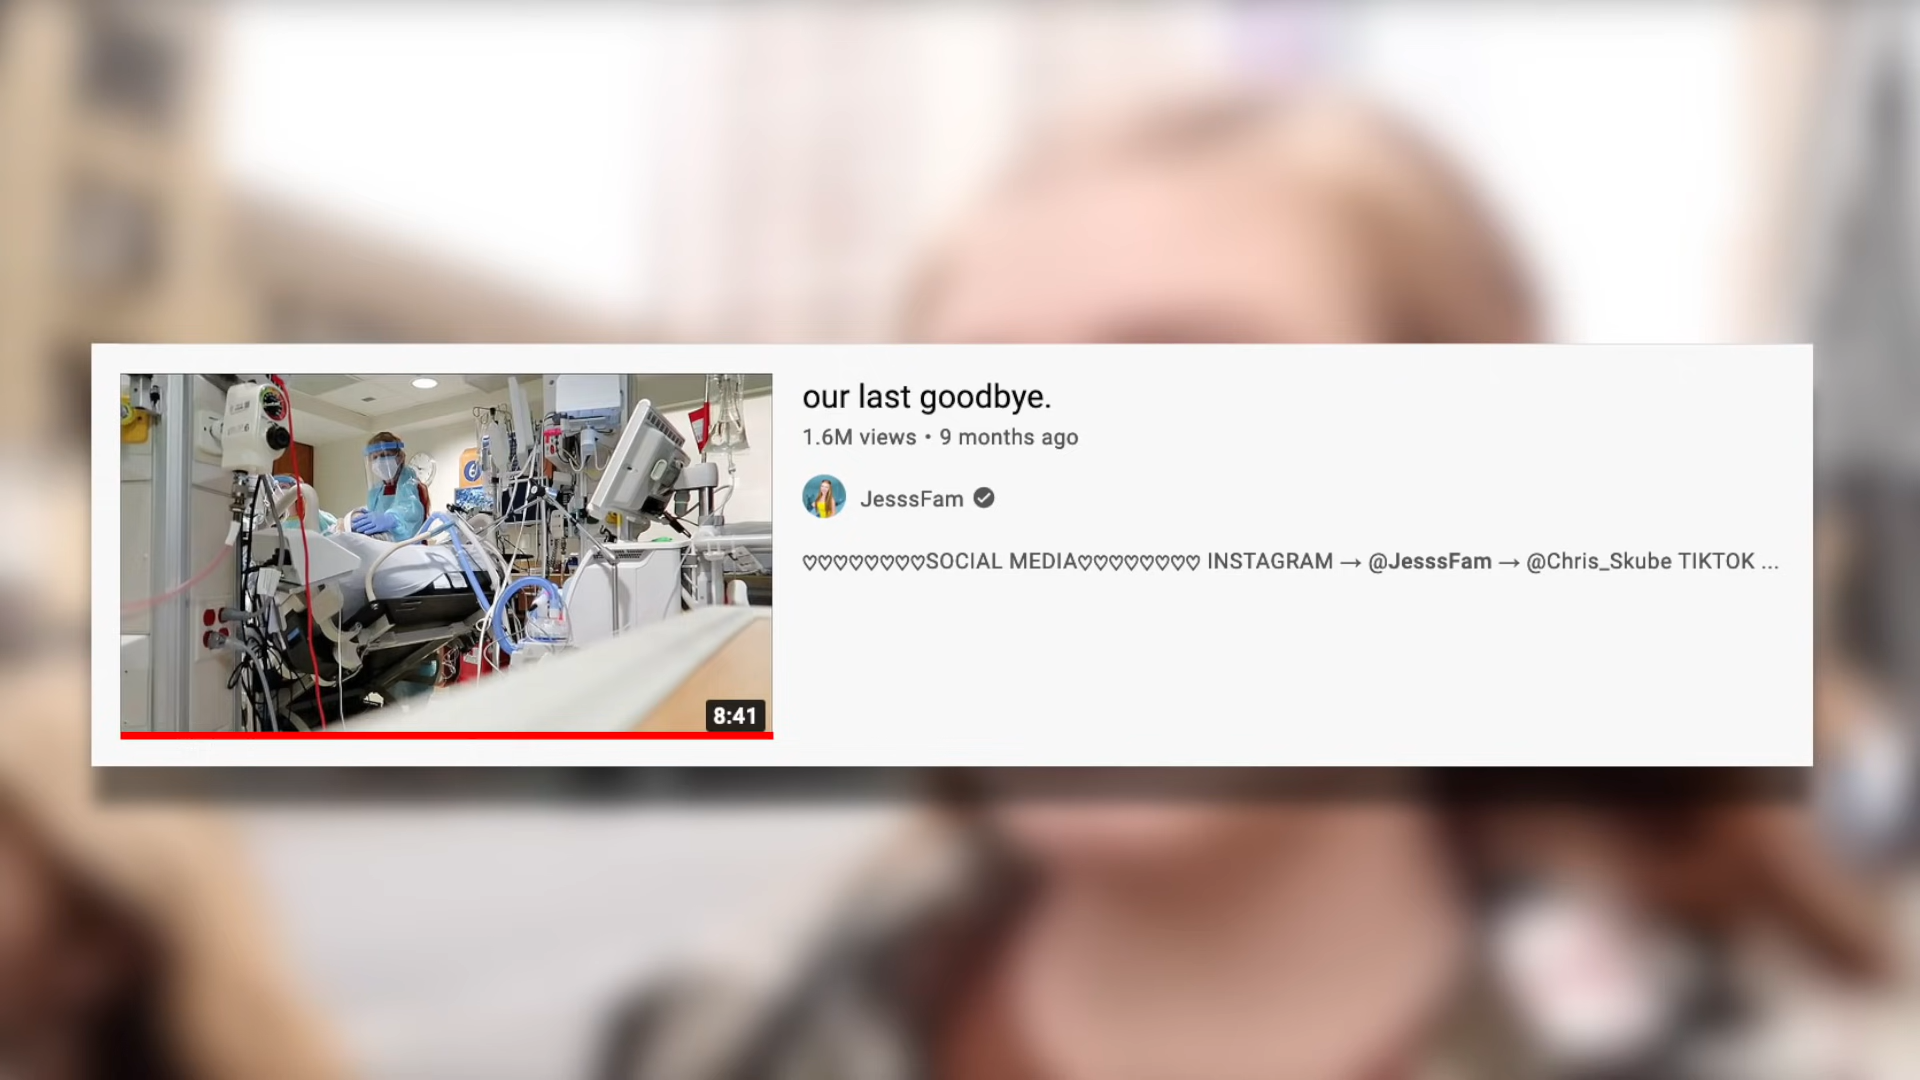 our last goodbye.
1.6M views • 9 months ago
JesssFam
♡♡♡♡♡♡♡♡SOCIAL MEDIA♡♡♡♡♡♡♡♡ INSTAGRAM → @JesssFam → @Chris_Skube TIKTOK ...
8:41